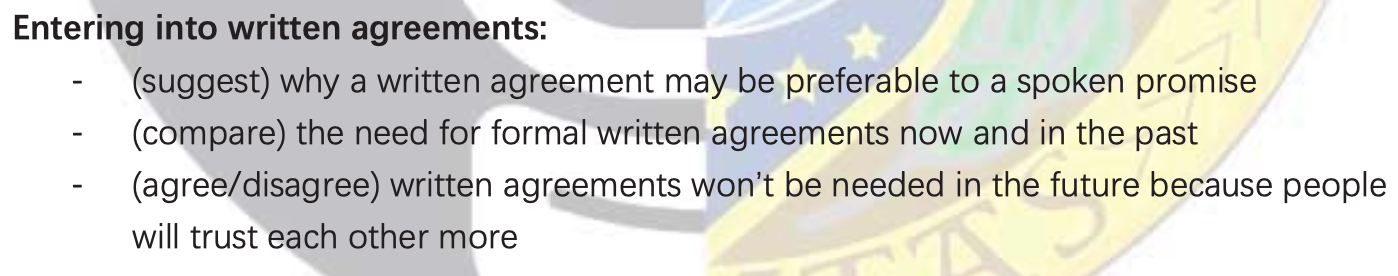 Entering into written agreements:
- (suggest) why a written agreement may be preferable to a spoken promise
- (compare) the need for formal written agreements now and in the past
- (agree/disagree) written agreements won't be needed in the future because people
will trust each other more
TAS